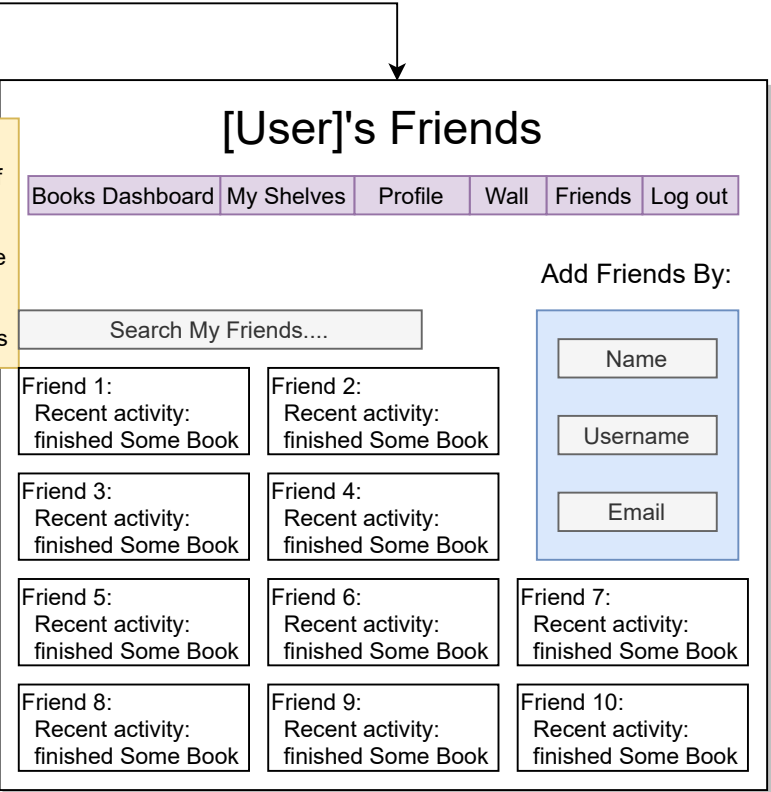 [User]'s Friends
Books Dashboard My Shelves Profile Wall Friends Log out
Add Friends By:
Search My Friends....
Name
Username
Email
Friend 1:
Recent activity:
finished Some Book
Friend 2:
Recent activity:
finished Some Book
Friend 3:
Recent activity:
finished Some Book
Friend 4:
Recent activity:
finished Some Book
Friend 5:
Recent activity:
finished Some Book
Friend 6:
Recent activity:
finished Some Book
Friend 7:
Recent activity:
finished Some Book
Friend 8:
Recent activity:
finished Some Book
Friend 9:
Recent activity:
finished Some Book
Friend 10:
Recent activity:
finished Some Book